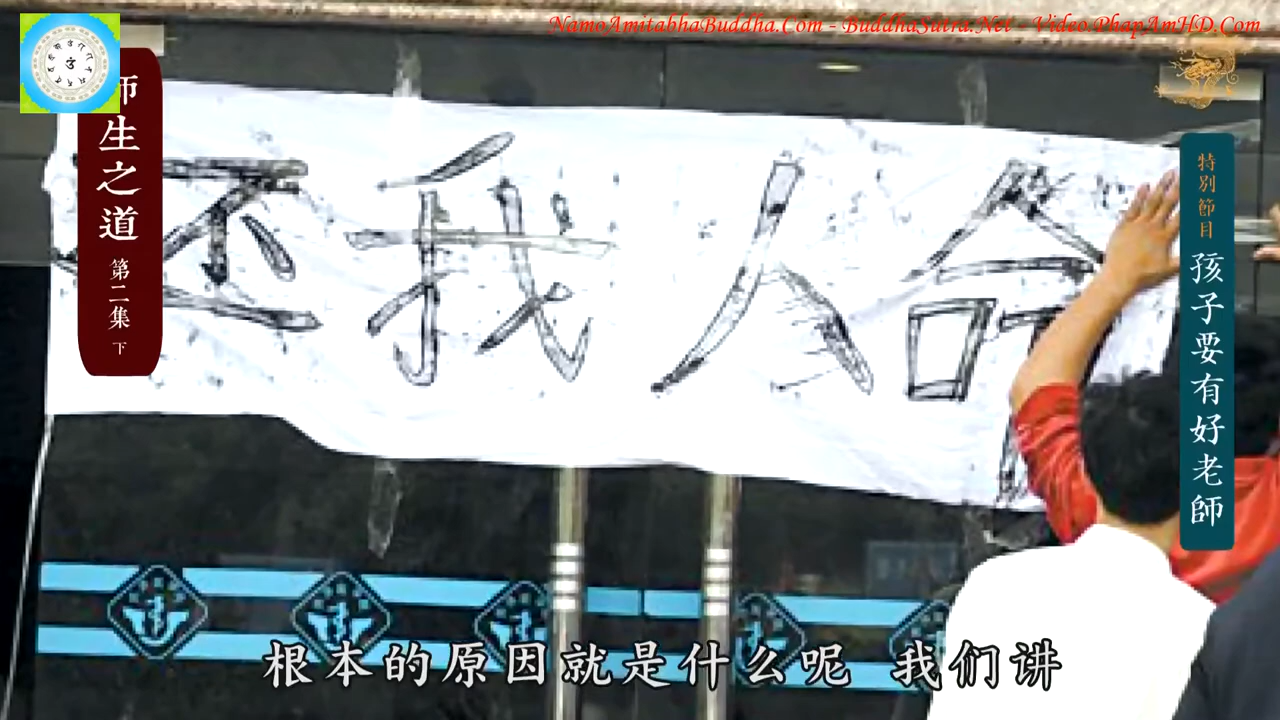 NamoAmitabhaBuddha.Com - BuddhaSutra.Net - Video.PhapAmHD.Com
师生之道
第二集 下
特别節目
孩子要有好老師
还我人命
根本的原因就是什么呢 我们讲